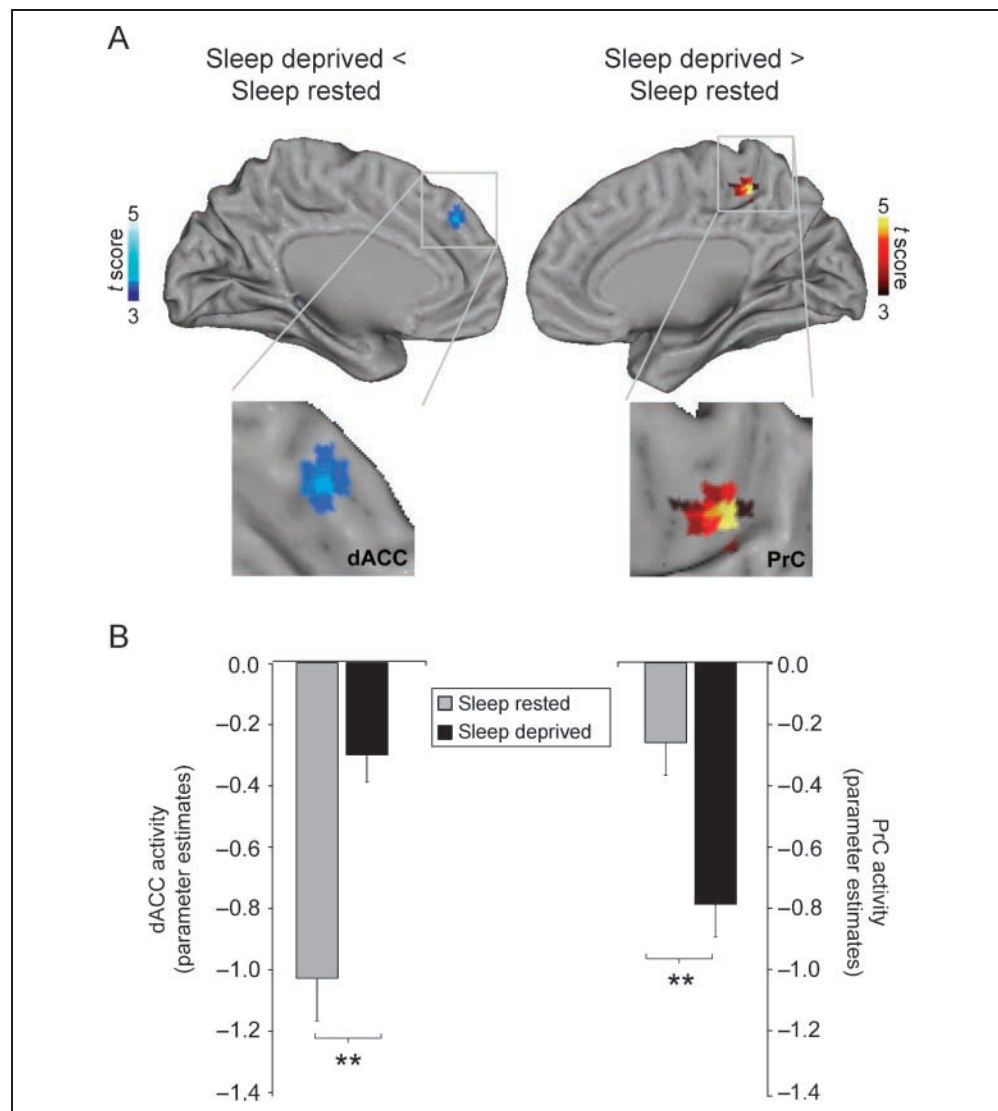 A
Sleep deprived <
Sleep rested
Sleep deprived >
Sleep rested
5
t score
3
5
t score
3
dACC
PrC
B
0.0
−0.2
−0.4
−0.6
−0.8
−1.0
−1.2
−1.4
dACC activity
(parameter estimates)
**
Sleep rested
Sleep deprived
**
0.0
−0.2
−0.4
−0.6
−0.8
−1.0
−1.2
−1.4
PrC activity
(parameter estimates)